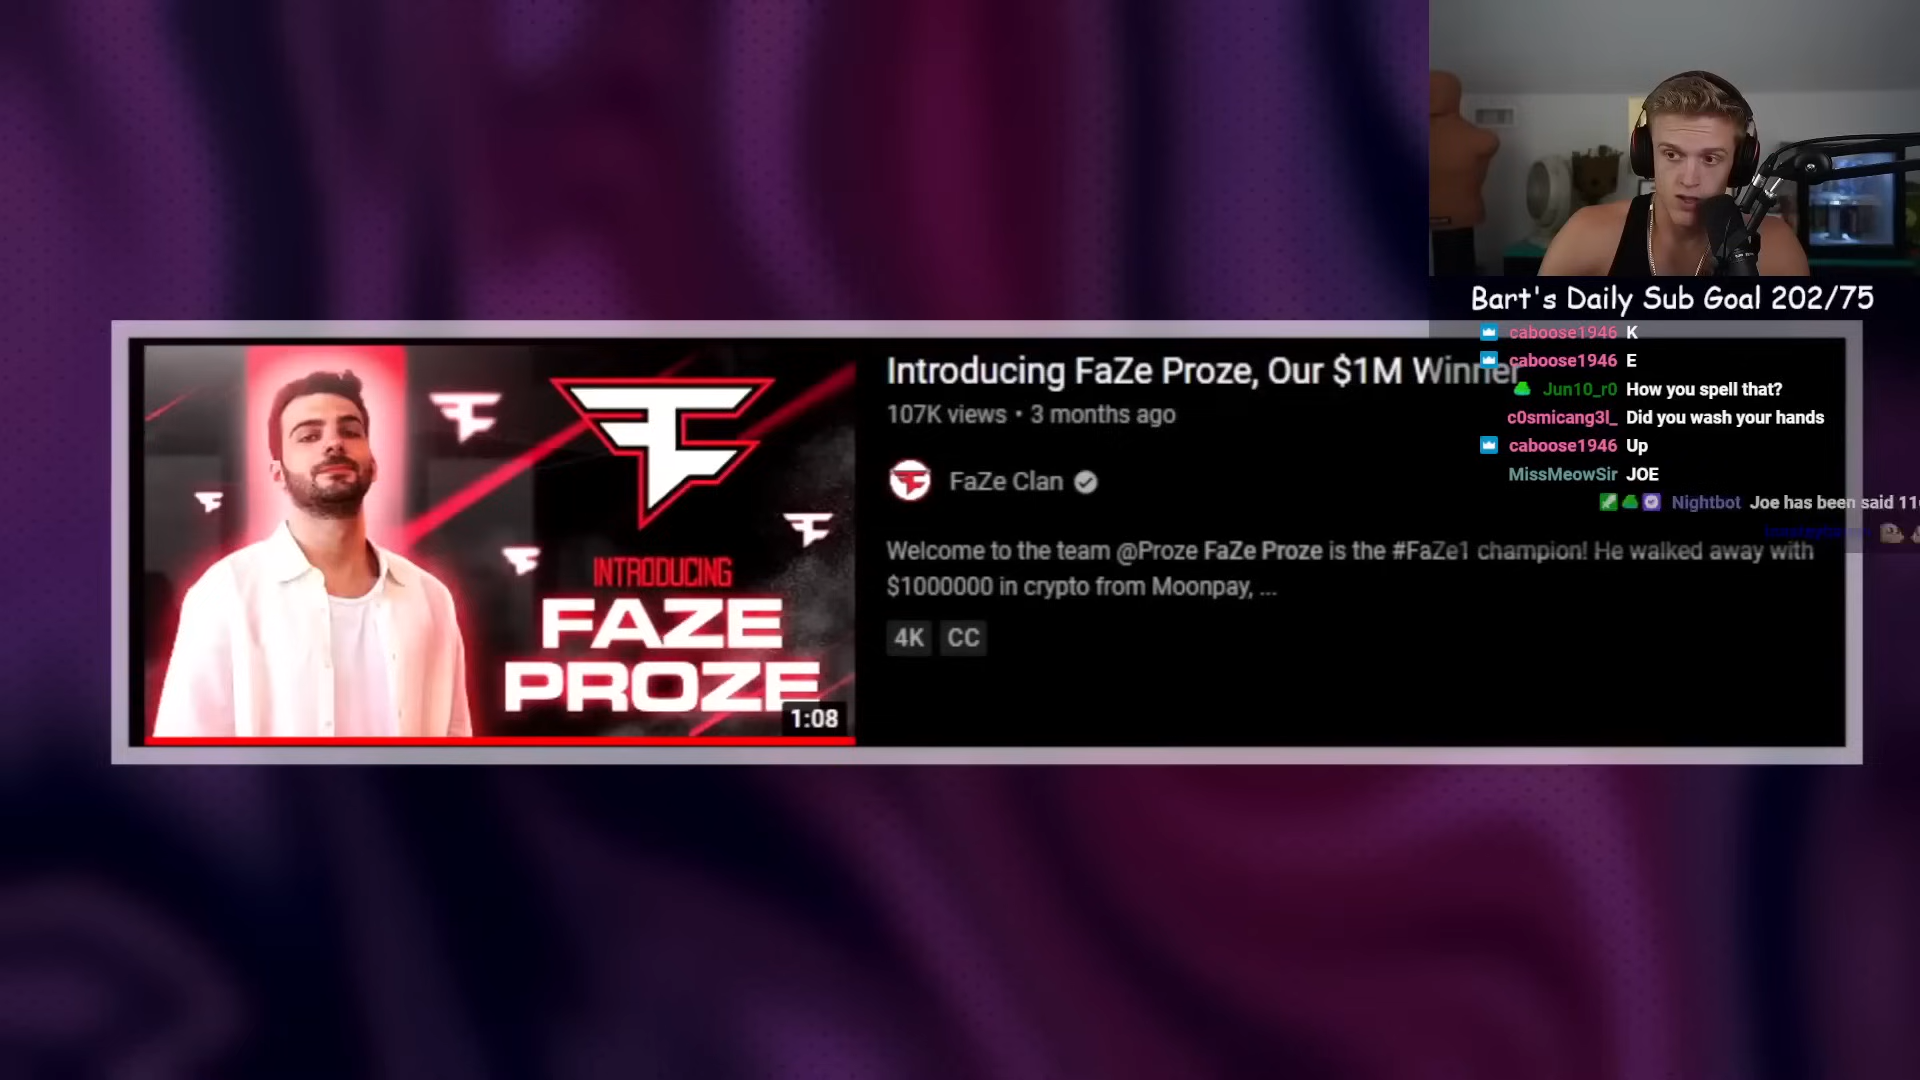 Bart's Daily Sub Goal 202/75
caboose1946 K
caboose1946 E
Jun10_r0 How you spell that?
c0smicang3l_ Did you wash your hands
caboose1946 Up
MissMeowSir JOE
Nightbot Joe has been said 11
Introducing FaZe Proze, Our $1M Winner
107K views • 3 months ago
FaZe Clan
Welcome to the team @Proze FaZe Proze is the #FaZe1 champion! He walked away with
$1000000 in crypto from Moonpay, ...
4K CC
INTRODUCING
FAZE
PROZE
1:08